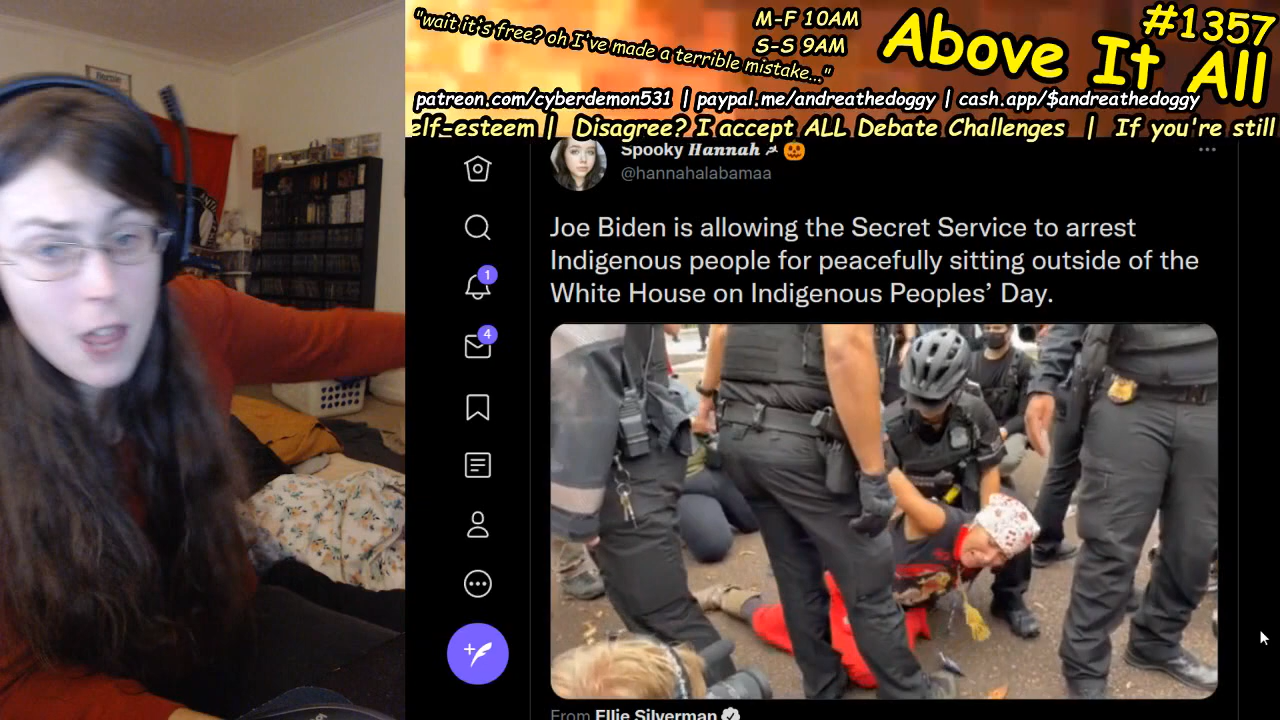 "wait it's free? oh I've made a terrible mistake..."
M-F 10AM
S-S 9AM
Above It All
#1357
patreon.com/cyberdemon531 | paypal.me/andreathedoggy | cash.app/$andreathedoggy
elf-esteem | Disagree? I accept ALL Debate Challenges | If you're still
Spooky Hannah
@hannahalabamaa
Joe Biden is allowing the Secret Service to arrest
Indigenous people for peacefully sitting outside of the
White House on Indigenous Peoples' Day.
1
4
From Ellie Silverman